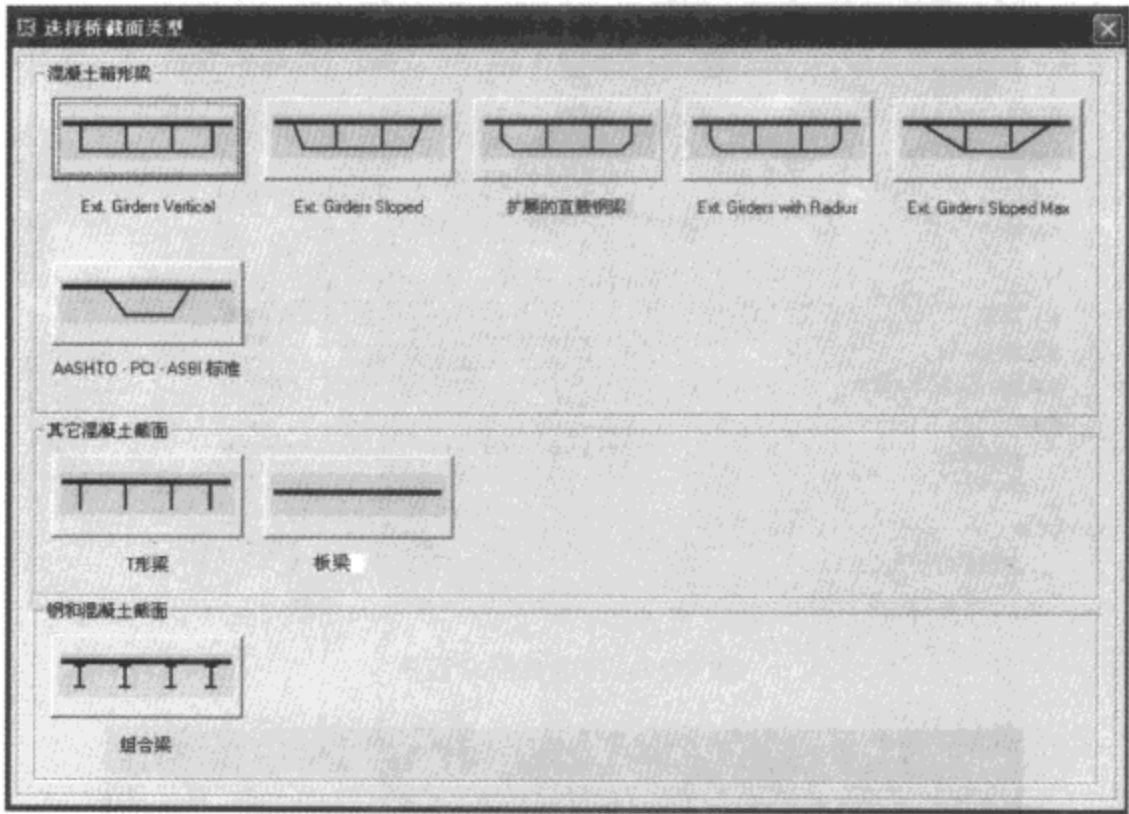 选择桥截面类型
混凝土箱形梁
Ext. Girders Vertical
Ext. Girders Sloped
扩展的直鼓钢梁
Ext. Girders with Radius
Ext. Girders Sloped Max
AASHTO - PCI - ASBI 标准
其它混凝土截面
T形梁
板梁
钢和混凝土截面
组合梁